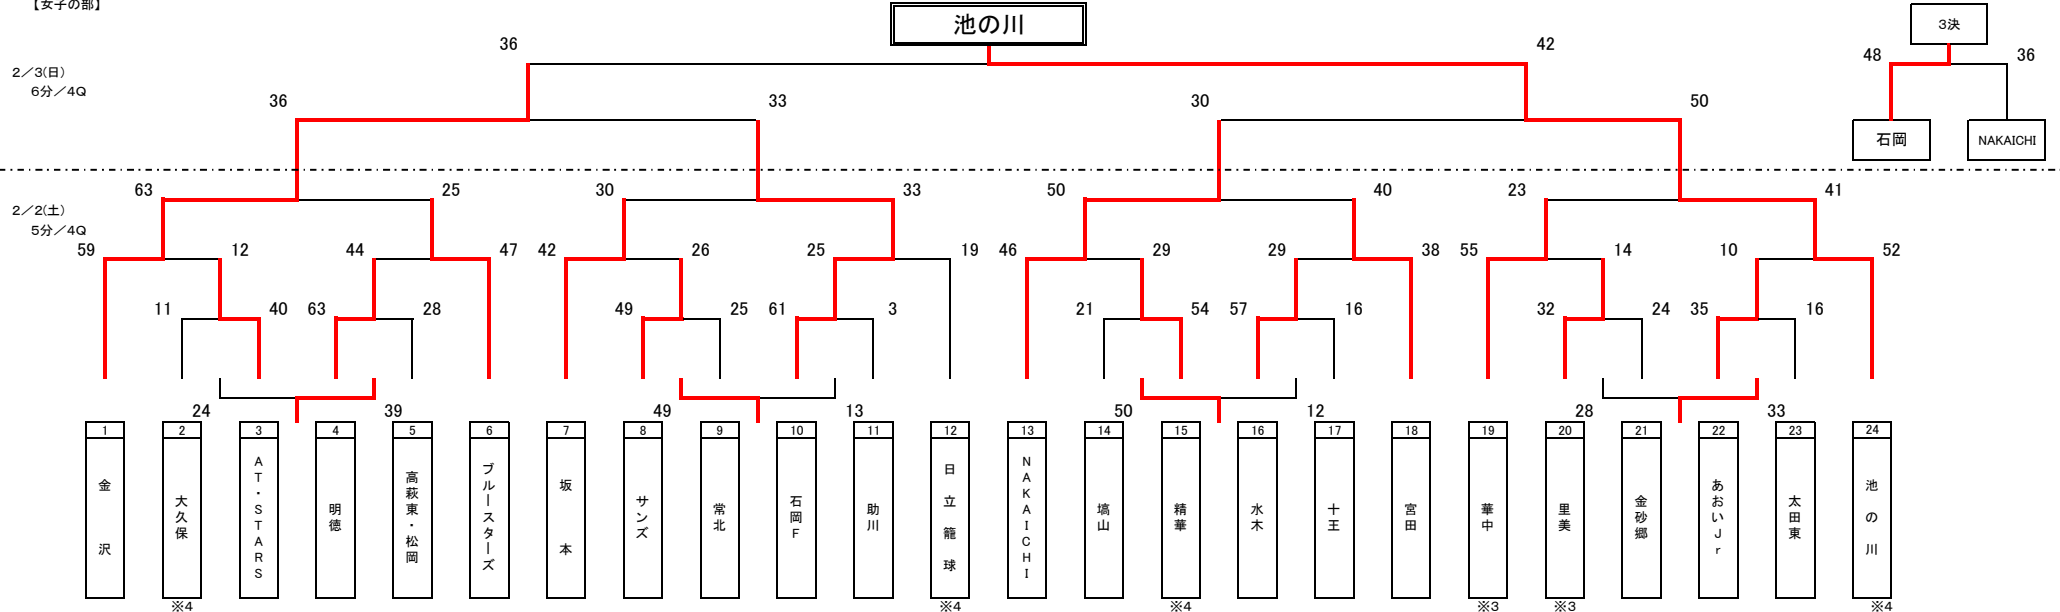 【女子の部】
池の川
3決
36
42
48
36
2／3(日)
6分／4Q
36
33
30
50
石岡
NAKAICHI
63
25
30
33
50
40
23
41
2／2(土)
5分／4Q
59
12
44
47
42
26
25
19
46
29
29
38
55
14
10
52
11
40
63
28
49
25
61
3
21
54
57
16
32
24
35
16
24
39
49
13
50
12
28
33
1
2
3
4
5
6
7
8
9
10
11
12
13
14
15
16
17
18
19
20
21
22
23
24
金沢
大久保
AT・STARS
明徳
高萩東・松岡
ブルースターズ
坂本
サンズ
常北
石岡F
助川
日立籠球
NAKAICHI
塙山
精華
水木
十王
宮田
華中
里美
金砂郷
あおいJr
太田東
池の川
※4
※4
※4
※3
※3
※4